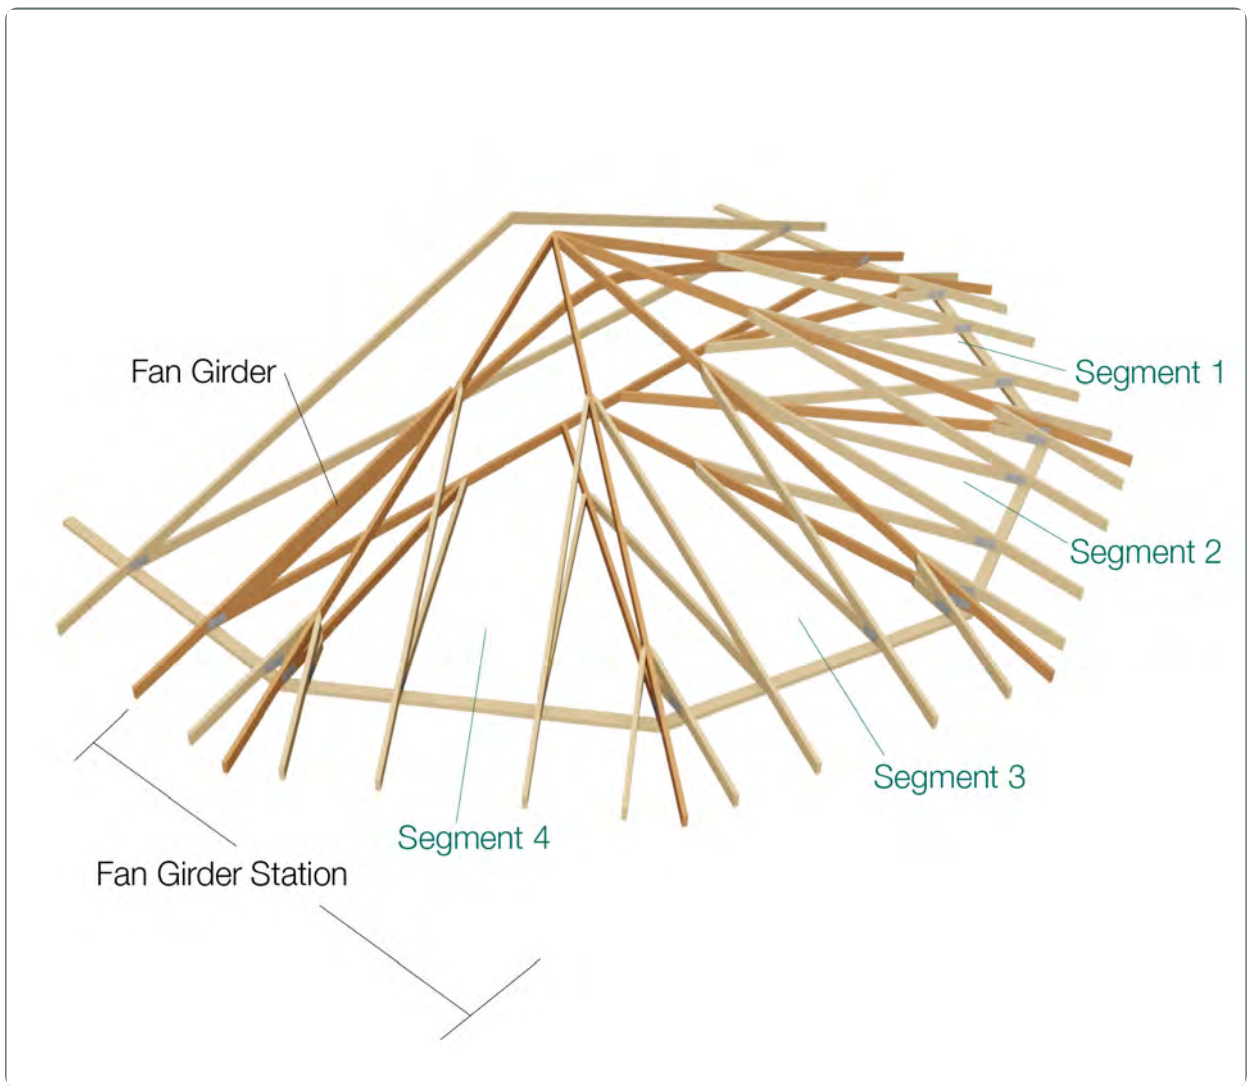 Fan Girder
Segment 1
Segment 2
Segment 3
Segment 4
Fan Girder Station